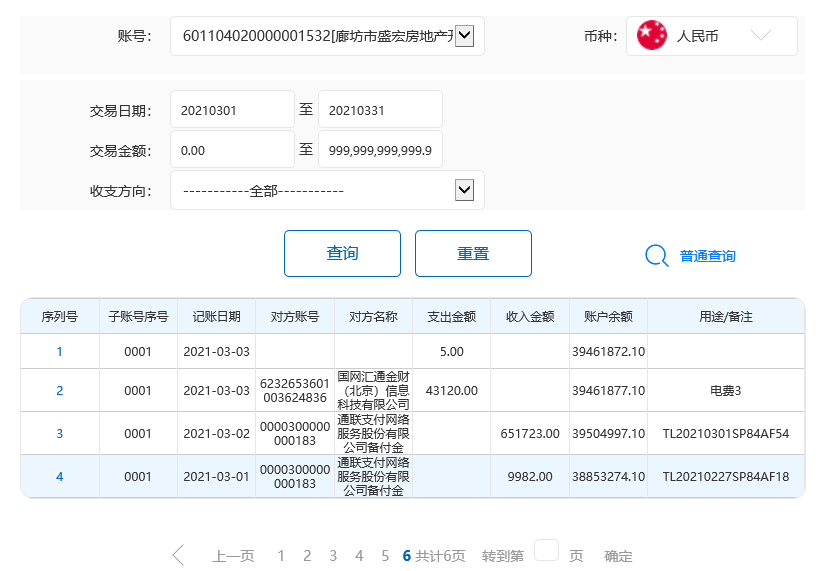 账号： 601104020000001532[廊坊市盛宏房地产开 币种： 人民币
交易日期： 20210301 至 20210331
交易金额： 0.00 至 999,999,999,999.9
收支方向： -----------全部-----------
查询 重置 普通查询
序列号 子账号序号 记账日期 对方账号 对方名称 支出金额 收入金额 账户余额 用途/备注
1 0001 2021-03-03 5.00 39461872.10
2 0001 2021-03-03 6232653601003624836 国网汇通金财（北京）信息科技有限公司 43120.00 39461877.10 电费3
3 0001 2021-03-02 0000300000000183 通联支付网络服务股份有限公司备付金 651723.00 39504997.10 TL20210301SP84AF54
4 0001 2021-03-01 0000300000000183 通联支付网络服务股份有限公司备付金 9982.00 38853274.10 TL20210227SP84AF18
上一页 1 2 3 4 5 6 共计6页 转到第 页 确定